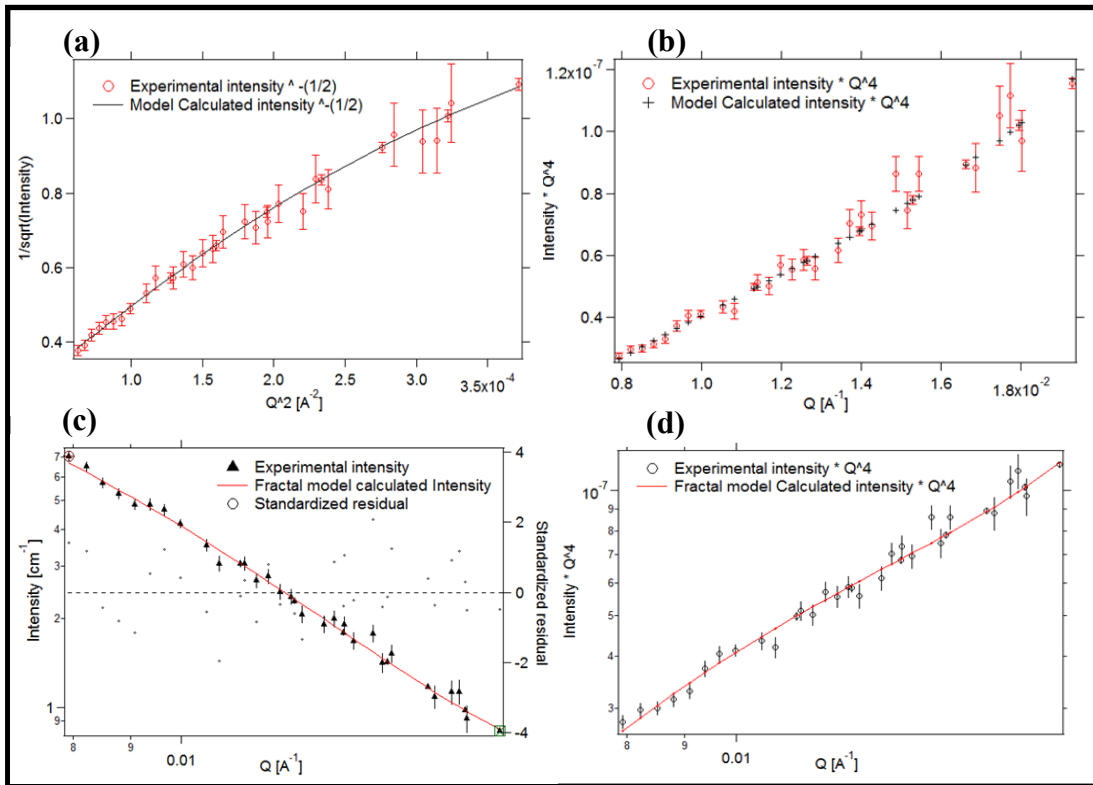 (a)
Experimental intensity ^ -(1/2)
Model Calculated intensity ^-(1/2)
1/sqrt(Intensity)
1.0
0.8
0.6
0.4
1.0
1.5
2.0
2.5
3.0
3.5x10^-4
Q^2 [A^-2]
(b)
1.2x10^-7
Experimental intensity * Q^4
Model Calculated intensity * Q^4
Intensity * Q^4
1.0
0.8
0.6
0.4
0.8
1.0
1.2
1.4
1.6
1.8x10^-2
Q [A^-1]
(c)
Experimental intensity
Fractal model calculated Intensity
Standardized residual
Intensity [cm^-1]
7
6
5
4
3
2
1
9
4
2
0
-2
-4
Standardized residual
8
9
0.01
Q [A^-1]
(d)
Experimental intensity * Q^4
Fractal model Calculated intensity * Q^4
Intensity * Q^4
10^-7
9
8
7
6
5
4
3
8
9
0.01
Q [A^-1]